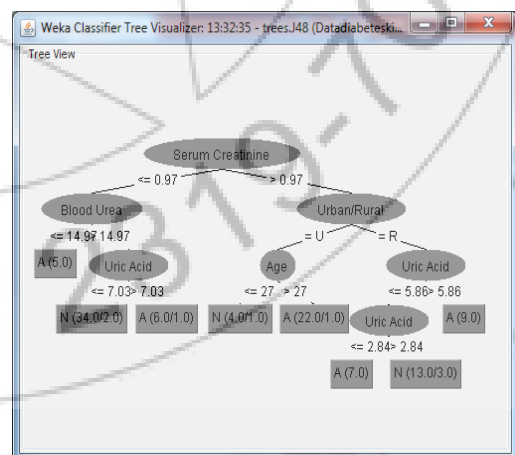 Weka Classifier Tree Visualizer: 13:32:35 - trees.J48 (Datadiabeteski...
Tree View
Serum Creatinine
<= 0.97 > 0.97
Blood Urea Urban/Rural
<= 14.97 14.97 = U = R
A (5.0) Uric Acid Age Uric Acid
<= 7.03> 7.03 <= 27 > 27 <= 5.86> 5.86
N (34.0/2.0) A (6.0/1.0) N (4.0/1.0) A (22.0/1.0) Uric Acid A (9.0)
<= 2.84> 2.84
A (7.0) N (13.0/3.0)